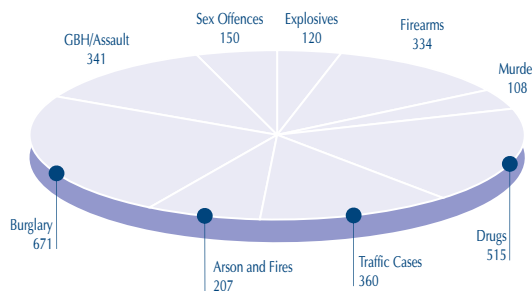 Sex Offences
150
Explosives
120
Firearms
334
GBH/Assault
341
Murde
108
Burglary
671
Arson and Fires
207
Traffic Cases
360
Drugs
515